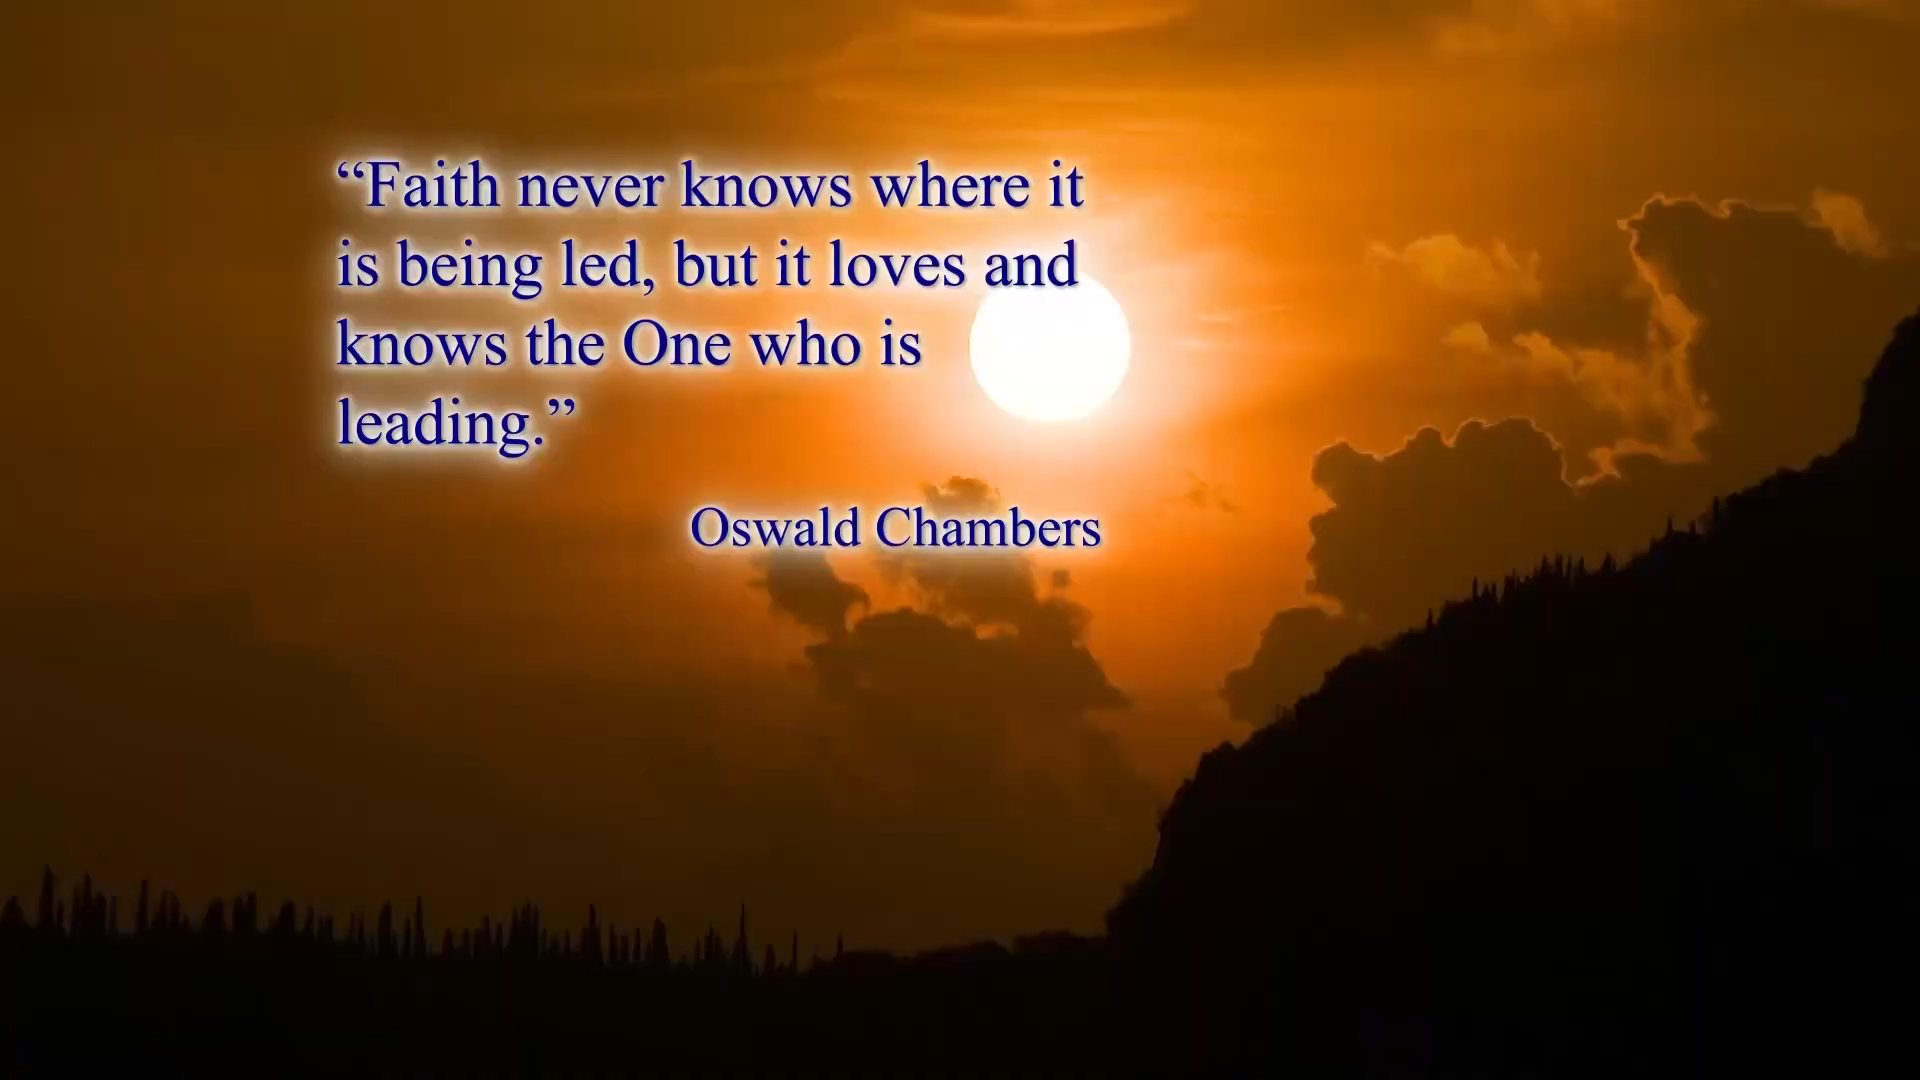 “Faith never knows where it
is being led, but it loves and
knows the One who is
leading.”
Oswald Chambers